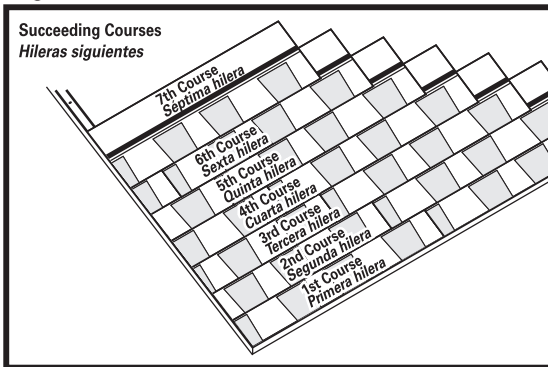 Succeeding Courses
Hileras siguientes
7th Course
Séptima hilera
6th Course
Sexta hilera
5th Course
Quinta hilera
4th Course
Cuarta hilera
3rd Course
Tercera hilera
2nd Course
Segunda hilera
1st Course
Primera hilera